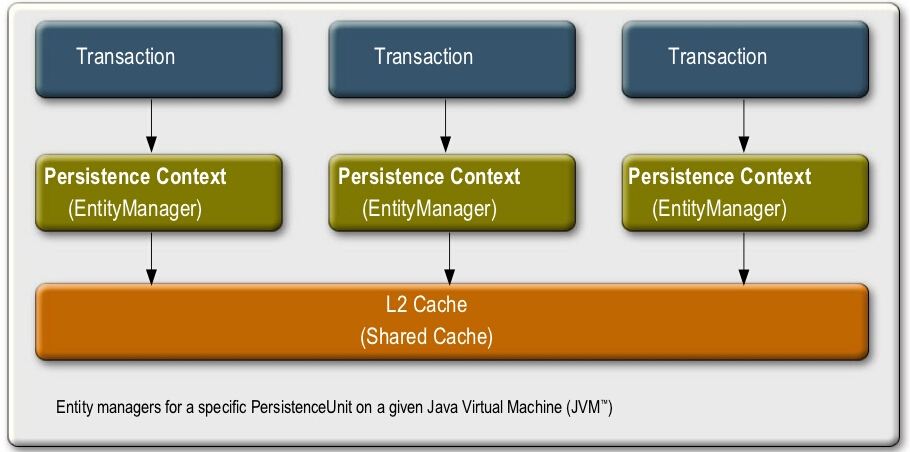 Transaction
Transaction
Transaction
Persistence Context
(EntityManager)
Persistence Context
(EntityManager)
Persistence Context
(EntityManager)
L2 Cache
(Shared Cache)
Entity managers for a specific PersistenceUnit on a given Java Virtual Machine (JVM™)